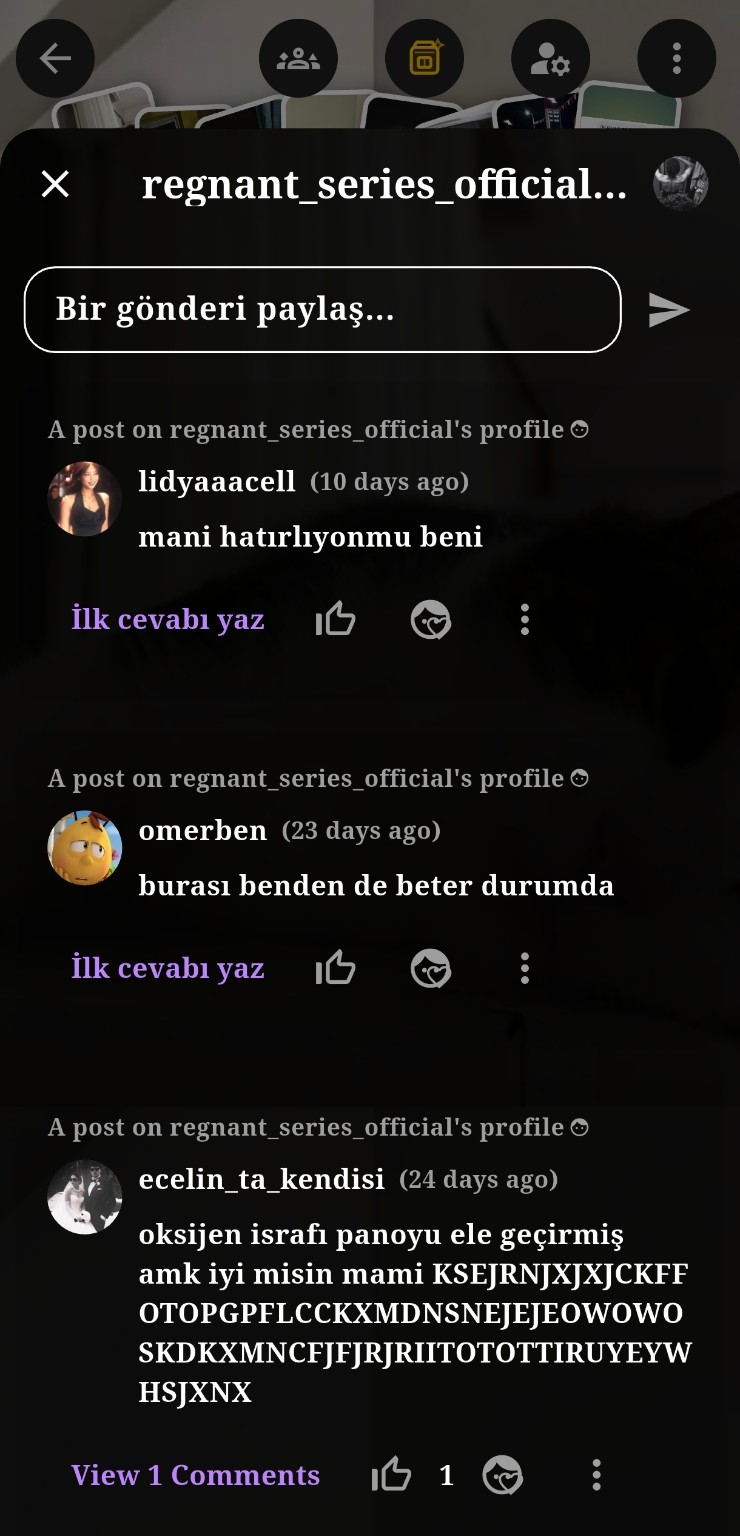 regnant_series_official...
Bir gönderi paylaş...
A post on regnant_series_official's profile
lidyaaacell (10 days ago)
mani hatırlıyonmu beni
İlk cevabı yaz
A post on regnant_series_official's profile
omerben (23 days ago)
burası benden de beter durumda
İlk cevabı yaz
A post on regnant_series_official's profile
ecelin_ta_kendisi (24 days ago)
oksijen israfı panoyu ele geçirmiş
amk iyi misin mami KSEJRNJXJXJCKFF
OTOPGPFLCCKXMDNSNEJEJEOWOWO
SKDKXMNCFJFJRJRIITOTOTTIRUYEYW
HSJXNX
View 1 Comments 1